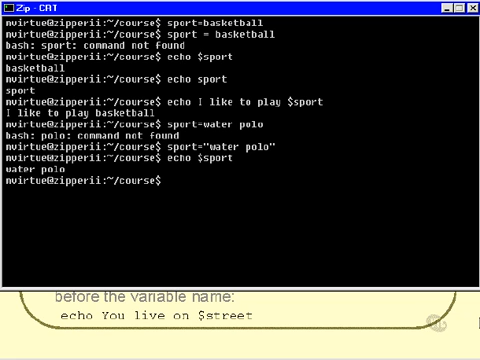 Zip - CAT
nvirtue@zipperii:~/course$ sport=basketball
nvirtue@zipperii:~/course$ sport = basketball
bash: sport: command not found
nvirtue@zipperii:~/course$ echo $sport
basketball
nvirtue@zipperii:~/course$ echo sport
sport
nvirtue@zipperii:~/course$ echo I like to play $sport
I like to play basketball
nvirtue@zipperii:~/course$ sport=water polo
bash: polo: command not found
nvirtue@zipperii:~/course$ sport="water polo"
nvirtue@zipperii:~/course$ echo $sport
water polo
nvirtue@zipperii:~/course$
before the variable name:
echo You live on $street